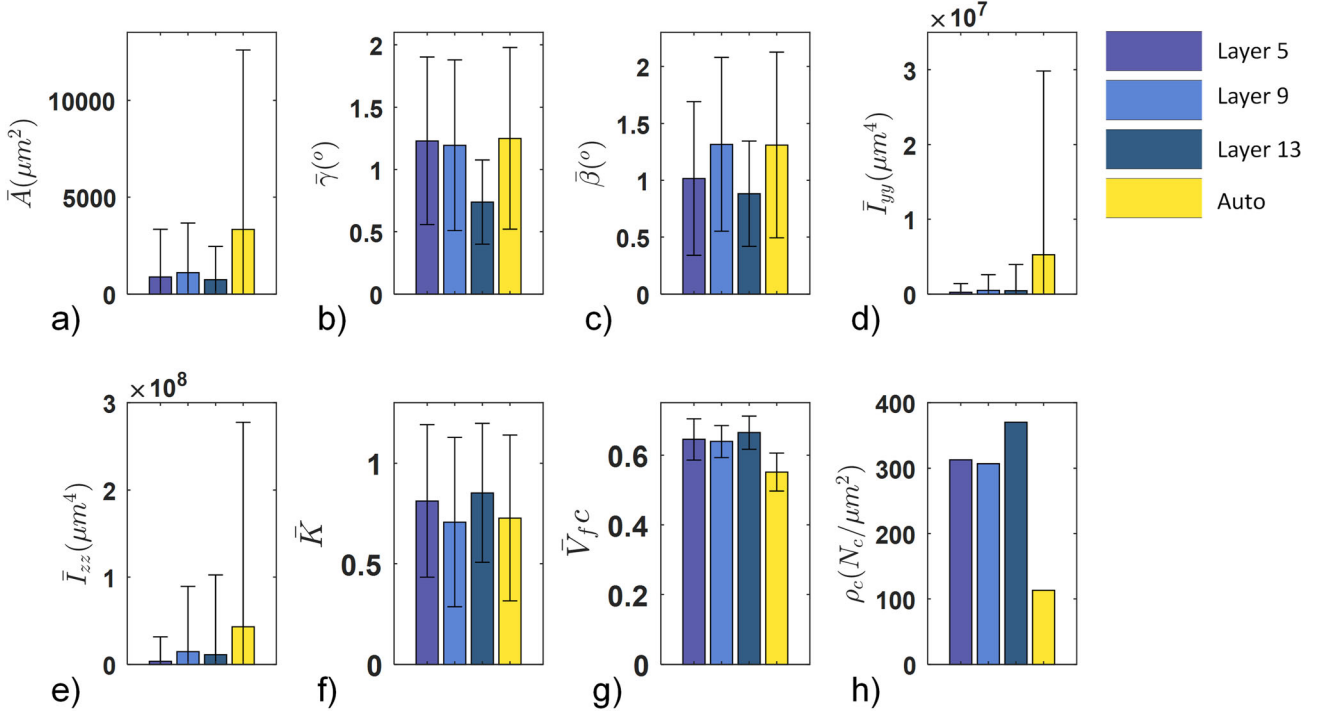 Ā(μm²)
10000
5000
0
a)
γ̄(º)
2
1.5
1
0.5
0
b)
β̄(º)
2
1.5
1
0.5
0
c)
×10⁷
Ī_yy(μm⁴)
3
2
1
0
d)
Layer 5
Layer 9
Layer 13
Auto
×10⁸
Ī_zz(μm⁴)
3
2
1
0
e)
K̄
1
0.5
0
f)
V̄_f c
0.6
0.4
0.2
0
g)
ρ_c(N_c/μm²)
400
300
200
100
0
h)